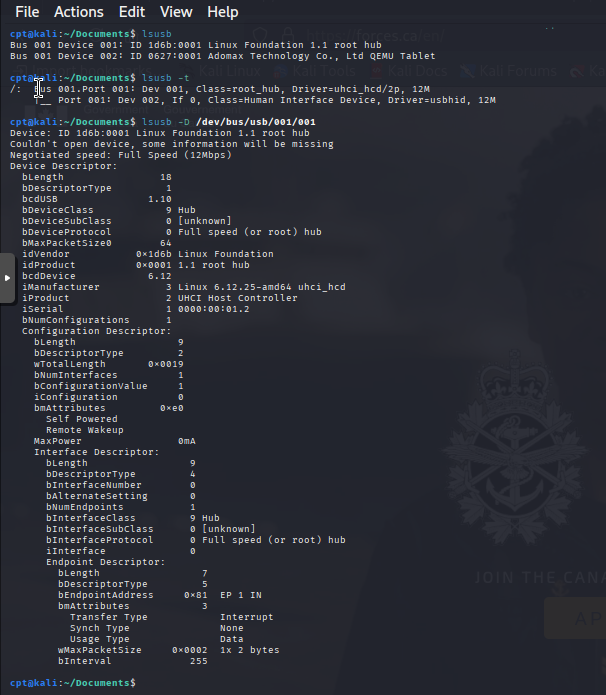 File Actions Edit View Help
cpt@kali:~/Documents$ lsusb
Bus 001 Device 001: ID 1d6b:0001 Linux Foundation 1.1 root hub
Bus 001 Device 002: ID 0627:0001 Adomax Technology Co., Ltd QEMU Tablet
cpt@kali:~/Documents$ lsusb -t
/:  Bus 001.Port 001: Dev 001, Class=root_hub, Driver=uhci_hcd/2p, 12M
    |__ Port 001: Dev 002, If 0, Class=Human Interface Device, Driver=usbhid, 12M
cpt@kali:~/Documents$ lsusb -D /dev/bus/usb/001/001
Device: ID 1d6b:0001 Linux Foundation 1.1 root hub
Couldn't open device, some information will be missing
Negotiated speed: Full Speed (12Mbps)
Device Descriptor:
  bLength                18
  bDescriptorType         1
  bcdUSB               1.10
  bDeviceClass            9 Hub
  bDeviceSubClass         0 [unknown]
  bDeviceProtocol         0 Full speed (or root) hub
  bMaxPacketSize0        64
  idVendor           0x1d6b Linux Foundation
  idProduct          0x0001 1.1 root hub
  bcdDevice            6.12
  iManufacturer           3 Linux 6.12.25-amd64 uhci_hcd
  iProduct                2 UHCI Host Controller
  iSerial                 1 0000:00:01.2
  bNumConfigurations      1
  Configuration Descriptor:
    bLength                 9
    bDescriptorType         2
    wTotalLength       0x0019
    bNumInterfaces          1
    bConfigurationValue     1
    iConfiguration          0
    bmAttributes         0xe0
      Self Powered
      Remote Wakeup
    MaxPower                0mA
    Interface Descriptor:
      bLength                 9
      bDescriptorType         4
      bInterfaceNumber        0
      bAlternateSetting       0
      bNumEndpoints           1
      bInterfaceClass         9 Hub
      bInterfaceSubClass      0 [unknown]
      bInterfaceProtocol      0 Full speed (or root) hub
      iInterface              0
      Endpoint Descriptor:
        bLength                 7
        bDescriptorType         5
        bEndpointAddress     0x81  EP 1 IN
        bmAttributes            3
          Transfer Type            Interrupt
          Synch Type               None
          Usage Type               Data
        wMaxPacketSize     0x0002  1x 2 bytes
        bInterval             255
JOIN THE CANA
AP
cpt@kali:~/Documents$